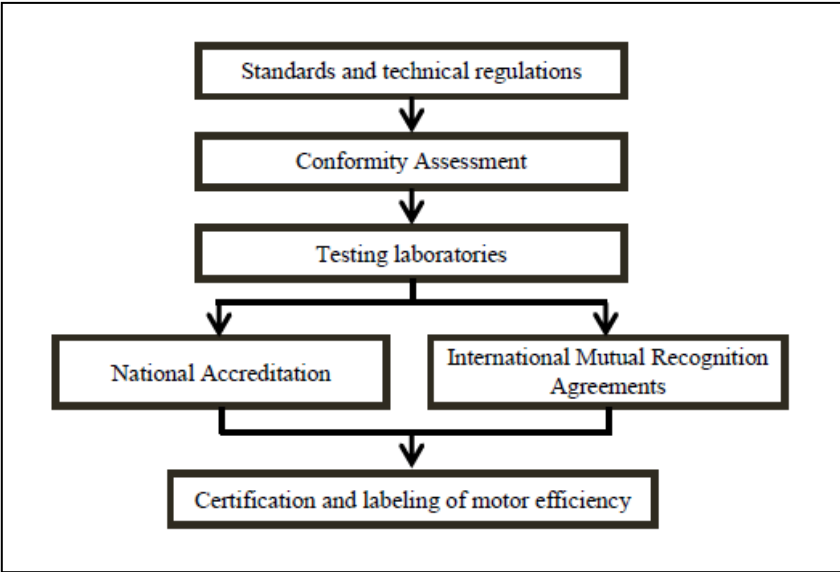 Standards and technical regulations
Conformity Assessment
Testing laboratories
National Accreditation
International Mutual Recognition
Agreements
Certification and labeling of motor efficiency